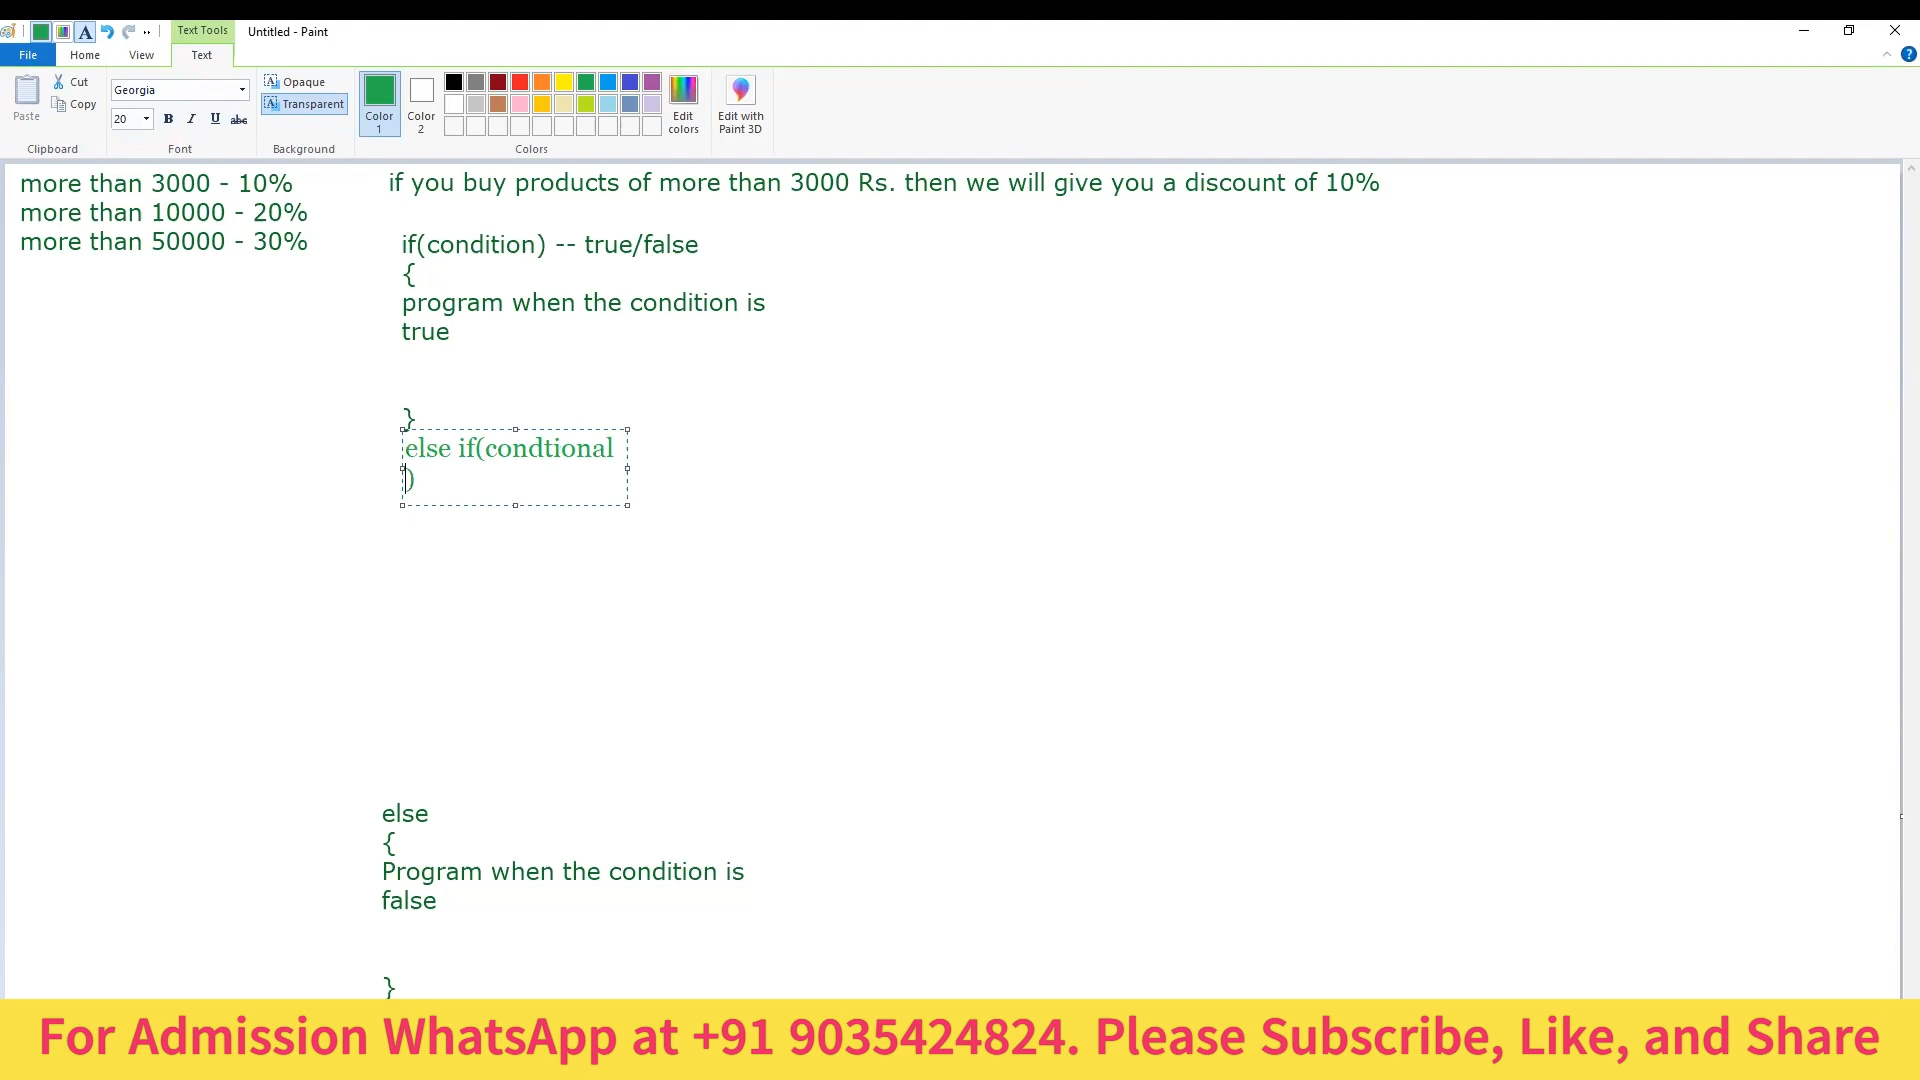 Text Tools
Untitled - Paint
File
Home
View
Text
Paste
Cut
Copy
Clipboard
Georgia
20
B
I
U
abc
Font
Opaque
Transparent
Background
Color 1
Color 2
Edit colors
Edit with Paint 3D
Colors
more than 3000 - 10%
more than 10000 - 20%
more than 50000 - 30%
if you buy products of more than 3000 Rs. then we will give you a discount of 10%
if(condition) -- true/false
{
program when the condition is
true
}
else if(condtional
)
else
{
Program when the condition is
false
}
For Admission WhatsApp at +91 9035424824. Please Subscribe, Like, and Share